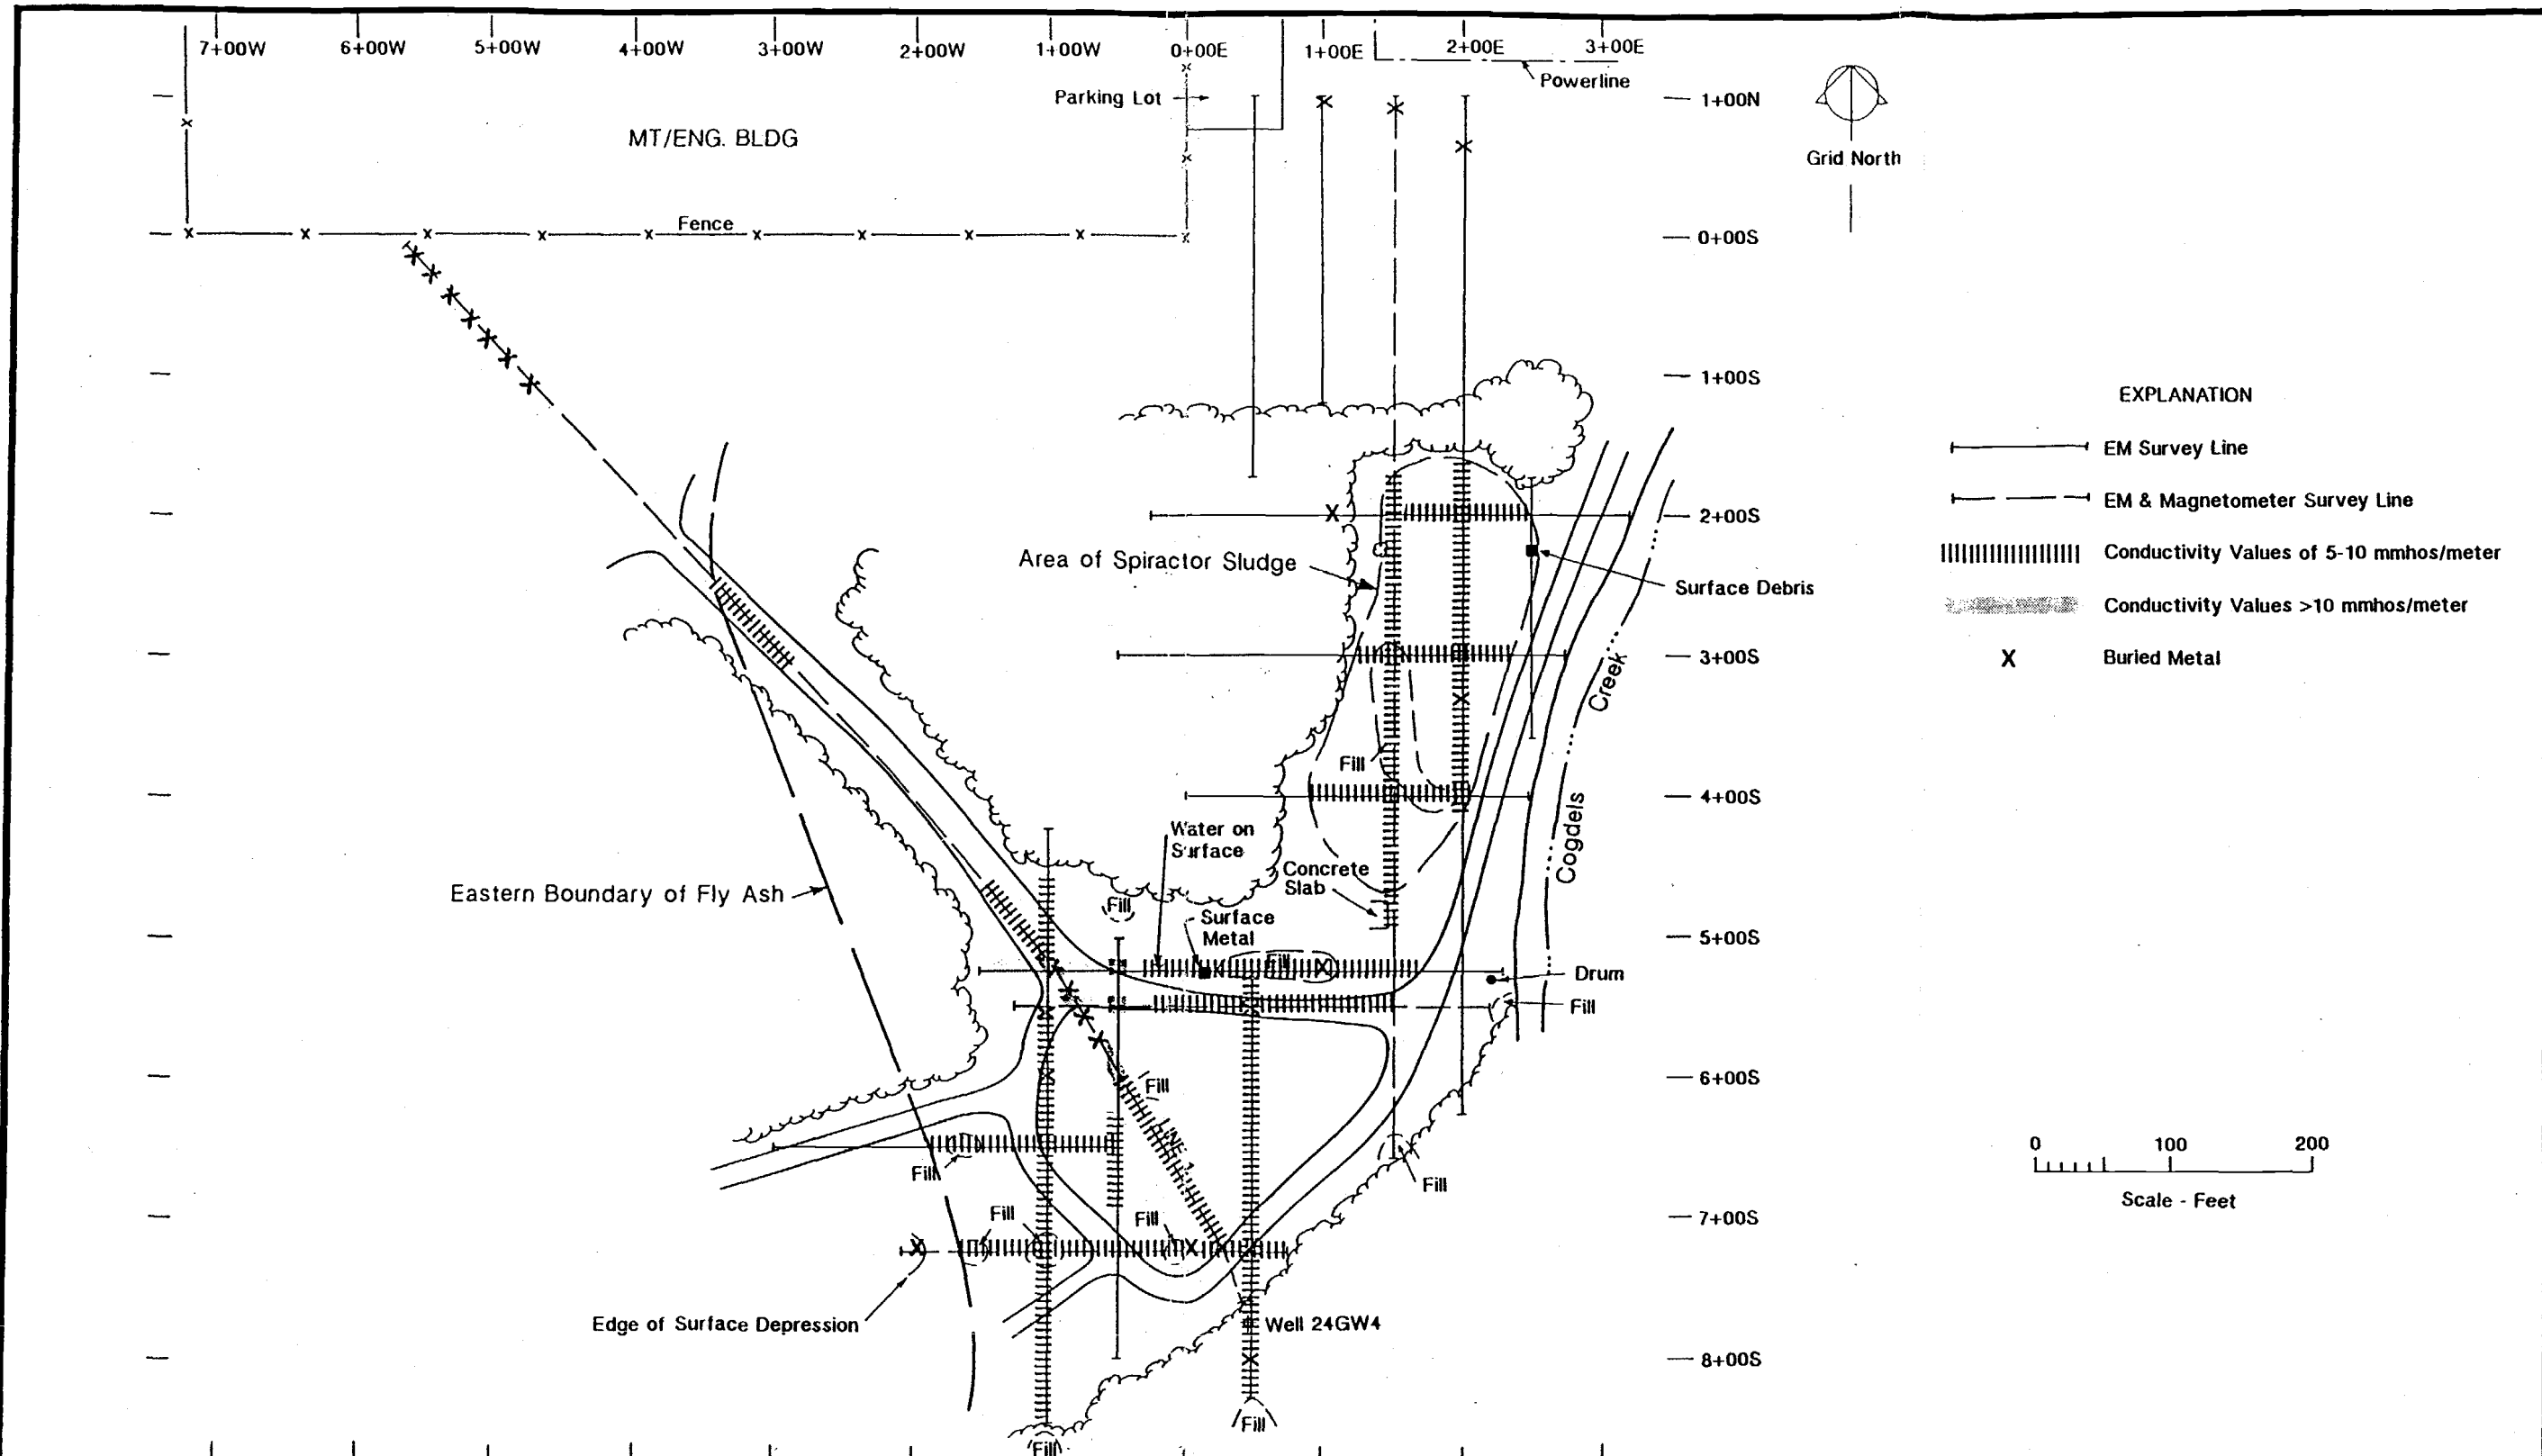 7+00W 6+00W 5+00W 4+00W 3+00W 2+00W 1+00W 0+00E 1+00E 2+00E 3+00E
Powerline
Parking Lot
1+00N
MT/ENG. BLDG
Grid North
Fence
0+00S
1+00S
EXPLANATION
EM Survey Line
EM & Magnetometer Survey Line
2+00S
Conductivity Values of 5-10 mmhos/meter
Area of Spiractor Sludge
Surface Debris
Conductivity Values >10 mmhos/meter
X Buried Metal
3+00S
Cogdels Creek
Fill
4+00S
Water on
Surface
Concrete
Slab
Eastern Boundary of Fly Ash
Fill
Surface
Metal
5+00S
Fill
Drum
Fill
6+00S
Fill
LINE 1
Fill
Fill
Fill
Fill
7+00S
0 100 200
Scale - Feet
Edge of Surface Depression
Well 24GW4
8+00S
Fill
Fill